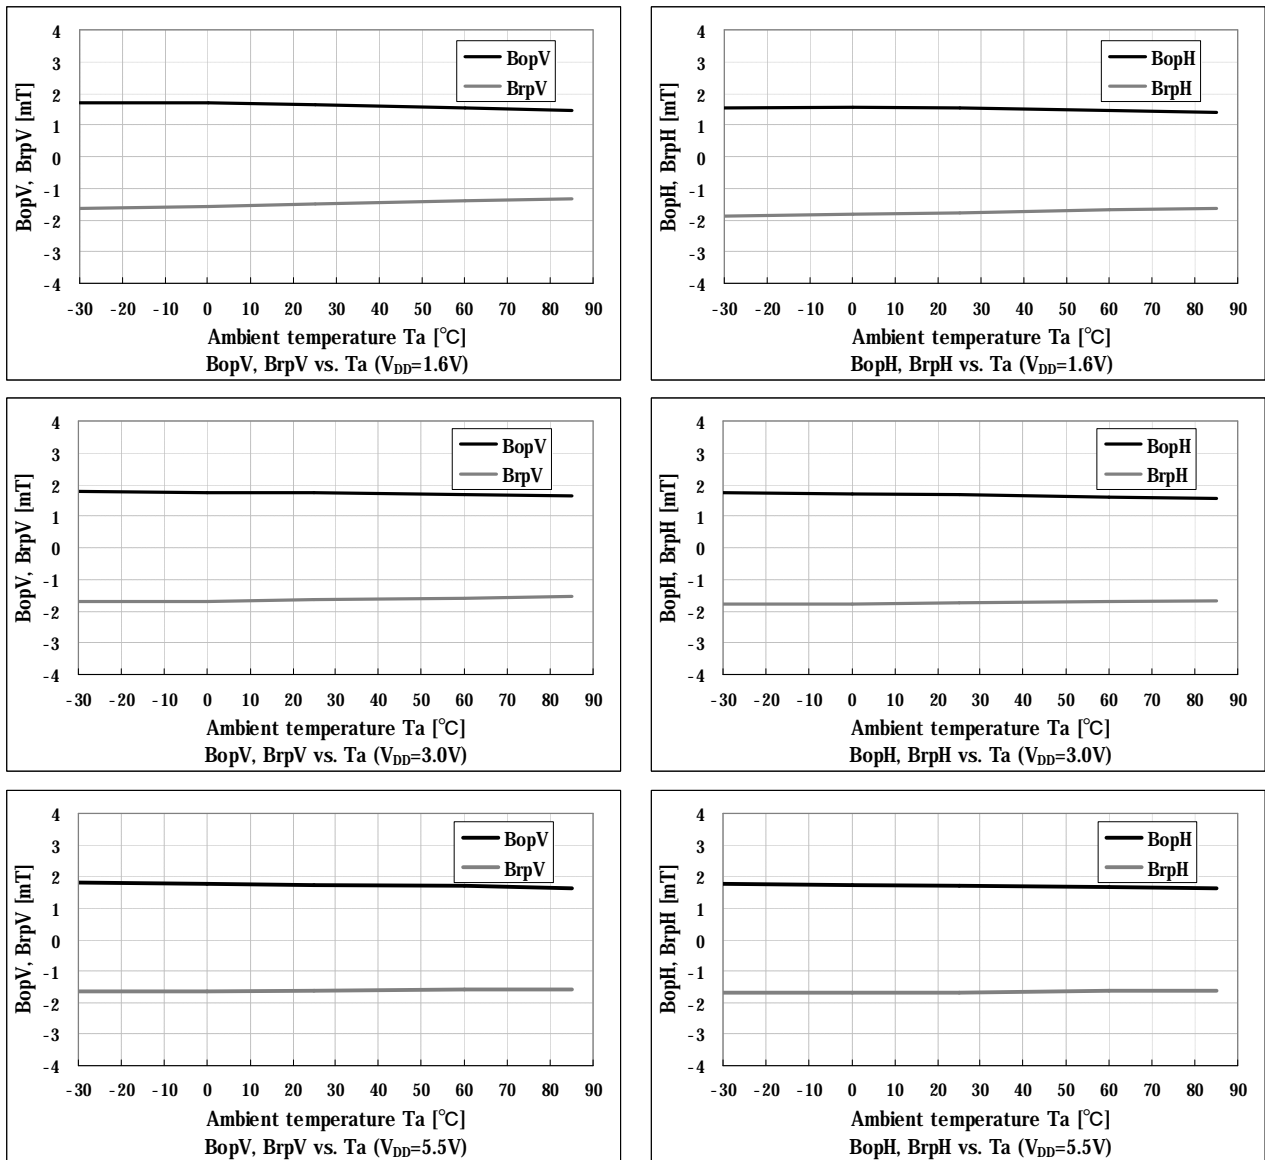 4
3
2
1
0
-1
-2
-3
-4
BopV, BrpV [mT]
BopV
BrpV
-30 -20 -10 0 10 20 30 40 50 60 70 80 90
Ambient temperature Ta [℃]
BopV, BrpV vs. Ta (VDD=1.6V)
4
3
2
1
0
-1
-2
-3
-4
BopH, BrpH [mT]
BopH
BrpH
-30 -20 -10 0 10 20 30 40 50 60 70 80 90
Ambient temperature Ta [℃]
BopH, BrpH vs. Ta (VDD=1.6V)
4
3
2
1
0
-1
-2
-3
-4
BopV, BrpV [mT]
BopV
BrpV
-30 -20 -10 0 10 20 30 40 50 60 70 80 90
Ambient temperature Ta [℃]
BopV, BrpV vs. Ta (VDD=3.0V)
4
3
2
1
0
-1
-2
-3
-4
BopH, BrpH [mT]
BopH
BrpH
-30 -20 -10 0 10 20 30 40 50 60 70 80 90
Ambient temperature Ta [℃]
BopH, BrpH vs. Ta (VDD=3.0V)
4
3
2
1
0
-1
-2
-3
-4
BopV, BrpV [mT]
BopV
BrpV
-30 -20 -10 0 10 20 30 40 50 60 70 80 90
Ambient temperature Ta [℃]
BopV, BrpV vs. Ta (VDD=5.5V)
4
3
2
1
0
-1
-2
-3
-4
BopH, BrpH [mT]
BopH
BrpH
-30 -20 -10 0 10 20 30 40 50 60 70 80 90
Ambient temperature Ta [℃]
BopH, BrpH vs. Ta (VDD=5.5V)